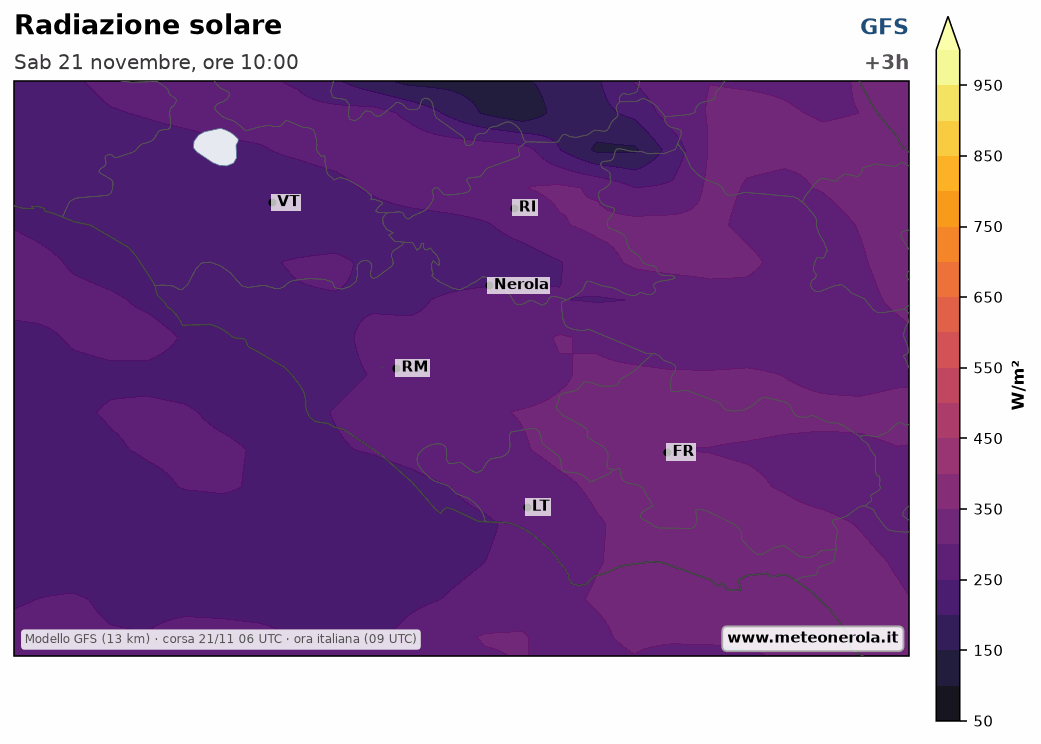 Radiazione solare
GFS
Sab 21 novembre, ore 10:00
+3h
950
850
750
650
550
450
350
250
150
50
W/m²
VT
RI
Nerola
RM
FR
LT
Modello GFS (13 km) · corsa 21/11 06 UTC · ora italiana (09 UTC)
www.meteonerola.it